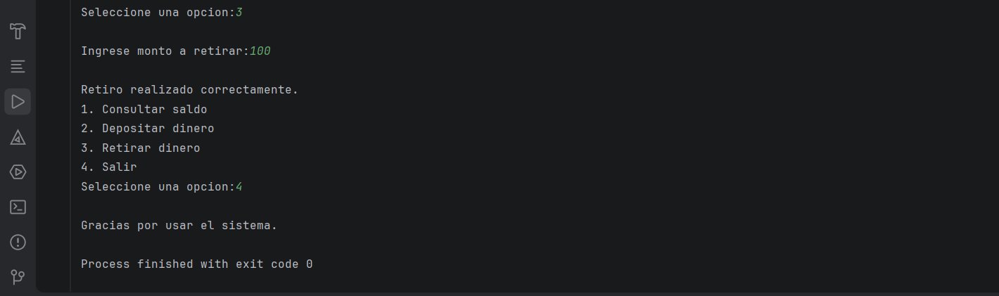 Seleccione una opcion:3
Ingrese monto a retirar:100
Retiro realizado correctamente.
1. Consultar saldo
2. Depositar dinero
3. Retirar dinero
4. Salir
Seleccione una opcion:4
Gracias por usar el sistema.
Process finished with exit code 0